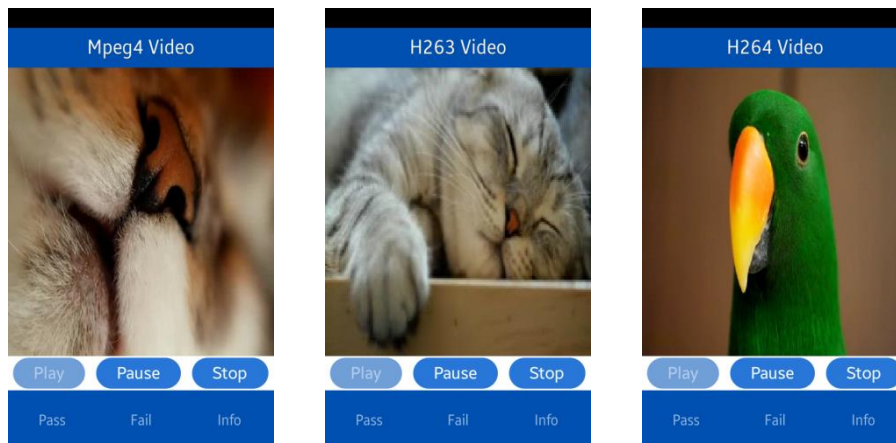 Mpeg4 Video
Play Pause Stop
Pass Fail Info
H263 Video
Play Pause Stop
Pass Fail Info
H264 Video
Play Pause Stop
Pass Fail Info